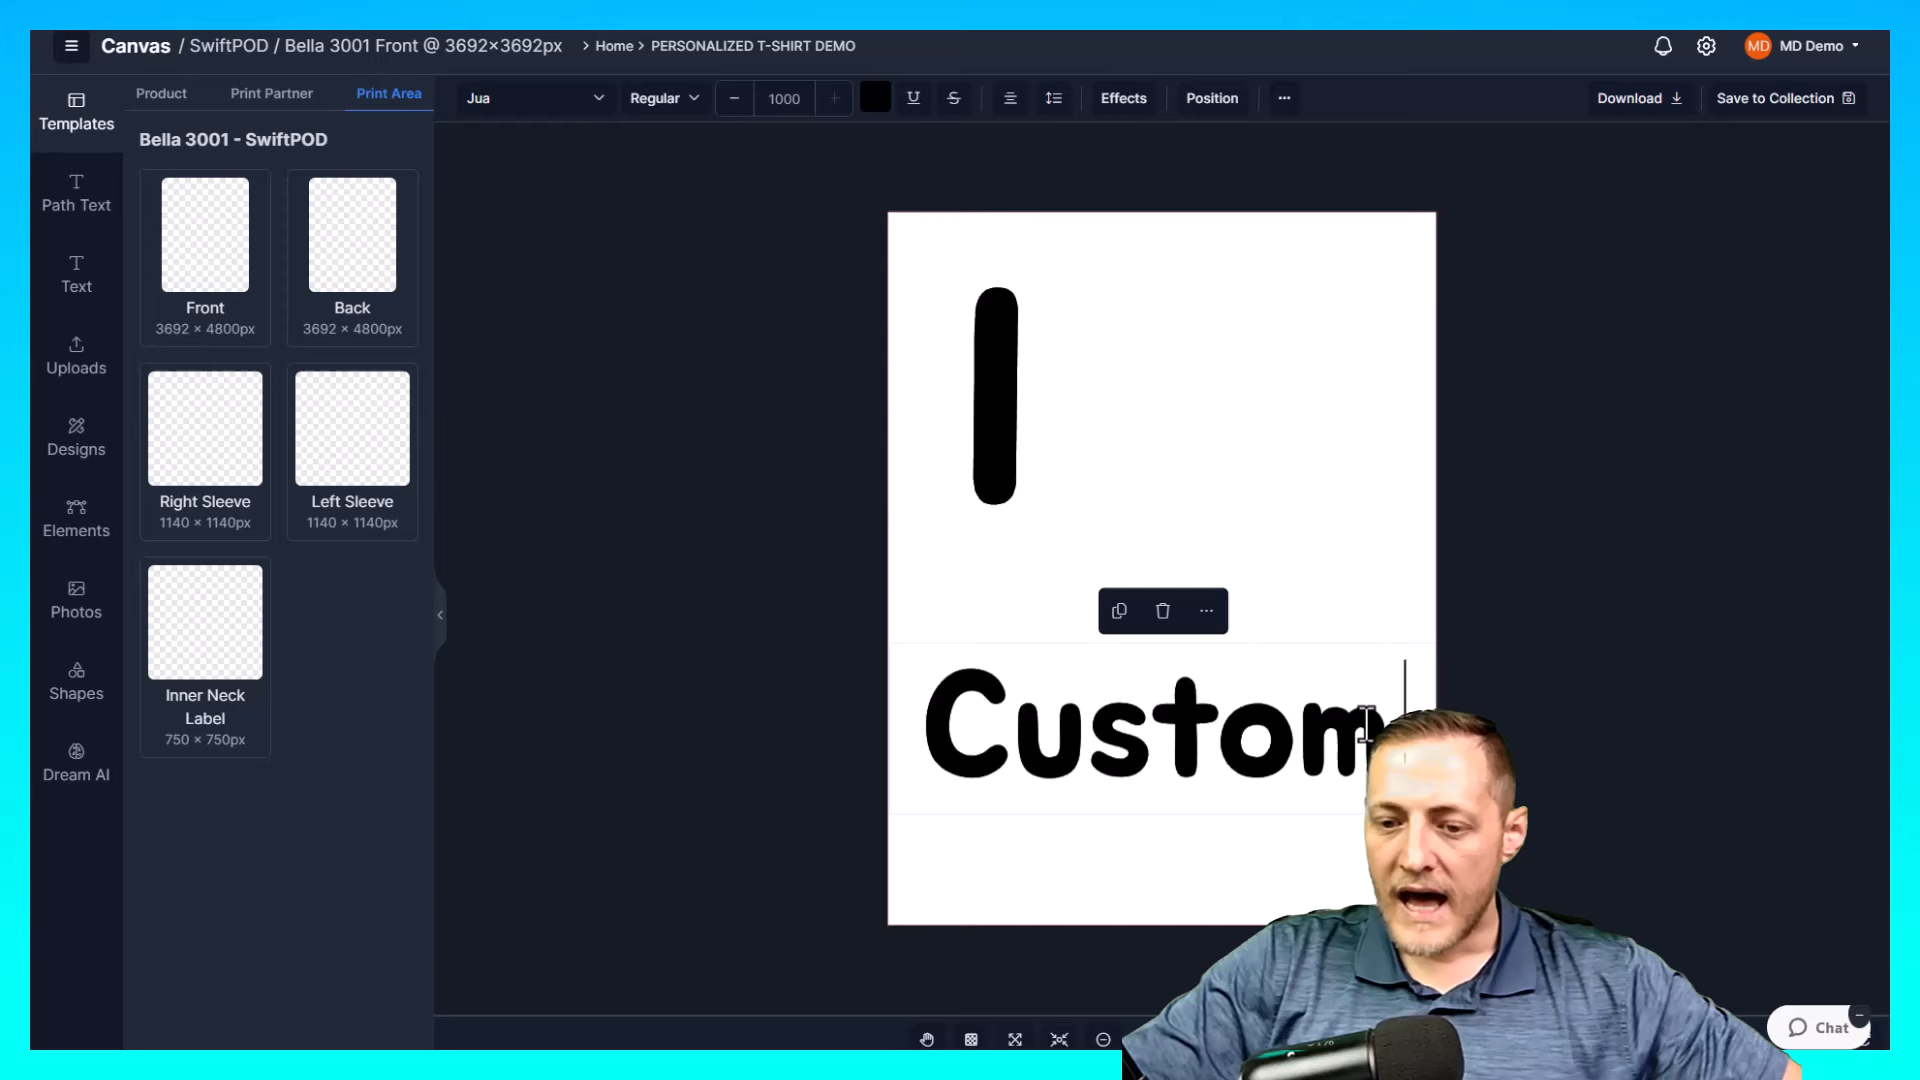 Canvas / SwiftPOD / Bella 3001 Front @ 3692×3692px > Home > PERSONALIZED T-SHIRT DEMO
MD MD Demo
Product Print Partner Print Area
Jua Regular 1000 Effects Position Download Save to Collection
Templates
Path Text
Text
Uploads
Designs
Elements
Photos
Shapes
Dream AI
Bella 3001 - SwiftPOD
Front
3692 × 4800px
Back
3692 × 4800px
Right Sleeve
1140 × 1140px
Left Sleeve
1140 × 1140px
Inner Neck
Label
750 × 750px
I
Custom
Chat